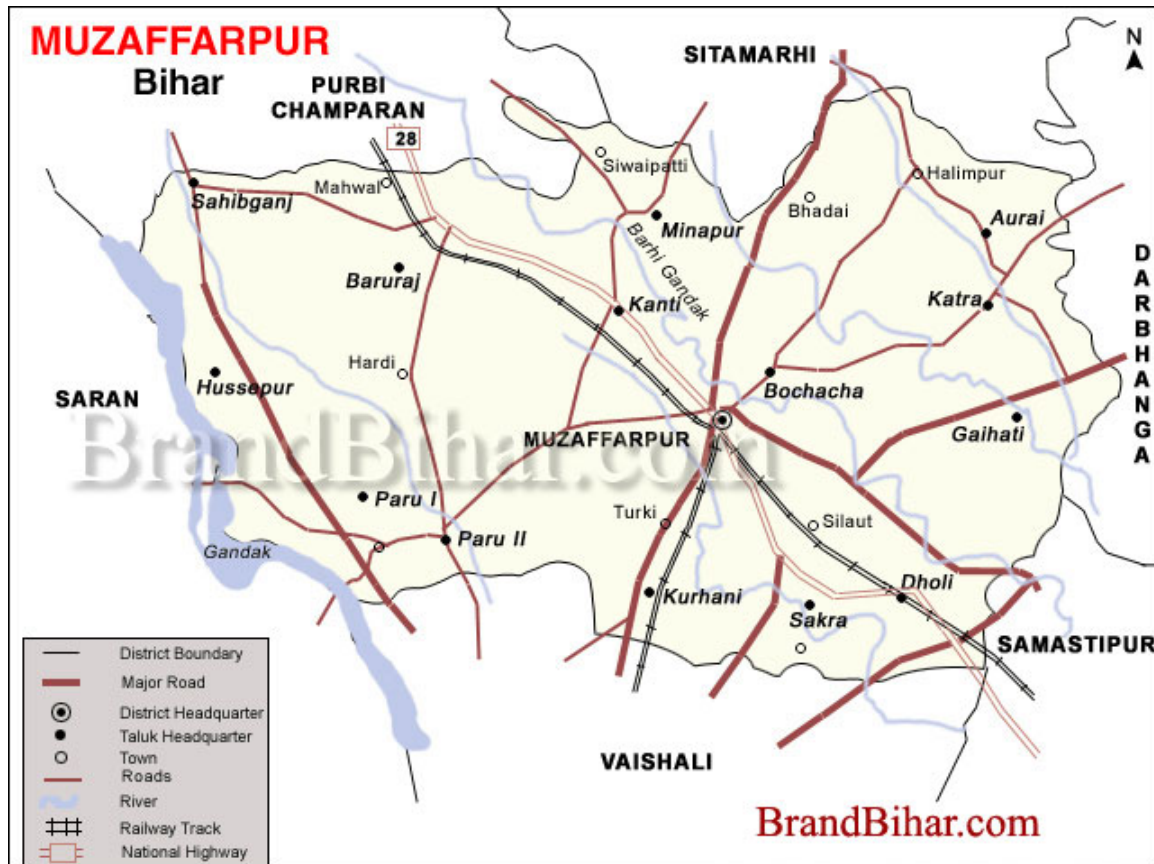 MUZAFFARPUR
Bihar
PURBI
CHAMPARAN
SITAMARHI
N
28
Siwaipatti
Mahwal
Sahibganj
Halimpur
Bhadai
Minapur
Aurai
Barhi Gandak
DARBHANGA
Baruraj
Kanti
Katra
Hardi
Hussepur
Bochacha
SARAN
BrandBihar.com
MUZAFFARPUR
Gaihati
Paru I
Turki
Silaut
Gandak
Paru II
Kurhani
Dholi
Sakra
SAMASTIPUR
VAISHALI
District Boundary
Major Road
District Headquarter
Taluk Headquarter
Town
Roads
River
Railway Track
National Highway
BrandBihar.com